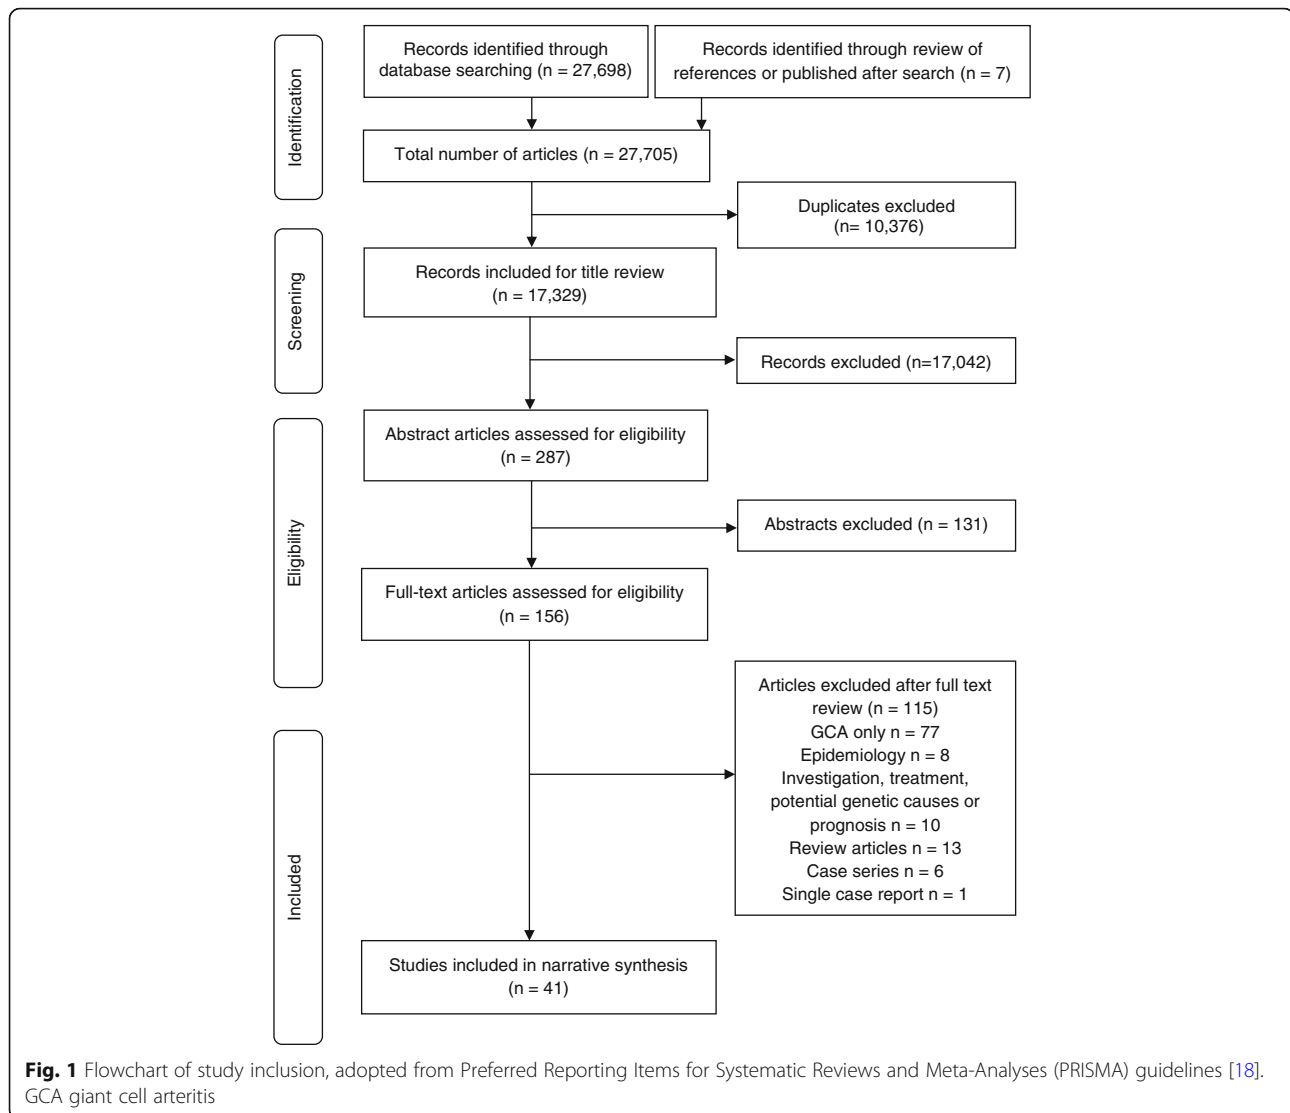 Identification
Records identified through
database searching (n = 27,698)
Records identified through review of
references or published after search (n = 7)
Total number of articles (n = 27,705)
Duplicates excluded
(n= 10,376)
Screening
Records included for title review
(n = 17,329)
Records excluded (n=17,042)
Eligibility
Abstract articles assessed for eligibility
(n = 287)
Abstracts excluded (n = 131)
Full-text articles assessed for eligibility
(n = 156)
Articles excluded after full text
review (n = 115)
GCA only n = 77
Epidemiology n = 8
Investigation, treatment,
potential genetic causes or
prognosis n = 10
Review articles n = 13
Case series n = 6
Single case report n = 1
Included
Studies included in narrative synthesis
(n = 41)
Fig. 1 Flowchart of study inclusion, adopted from Preferred Reporting Items for Systematic Reviews and Meta-Analyses (PRISMA) guidelines [18].
GCA giant cell arteritis